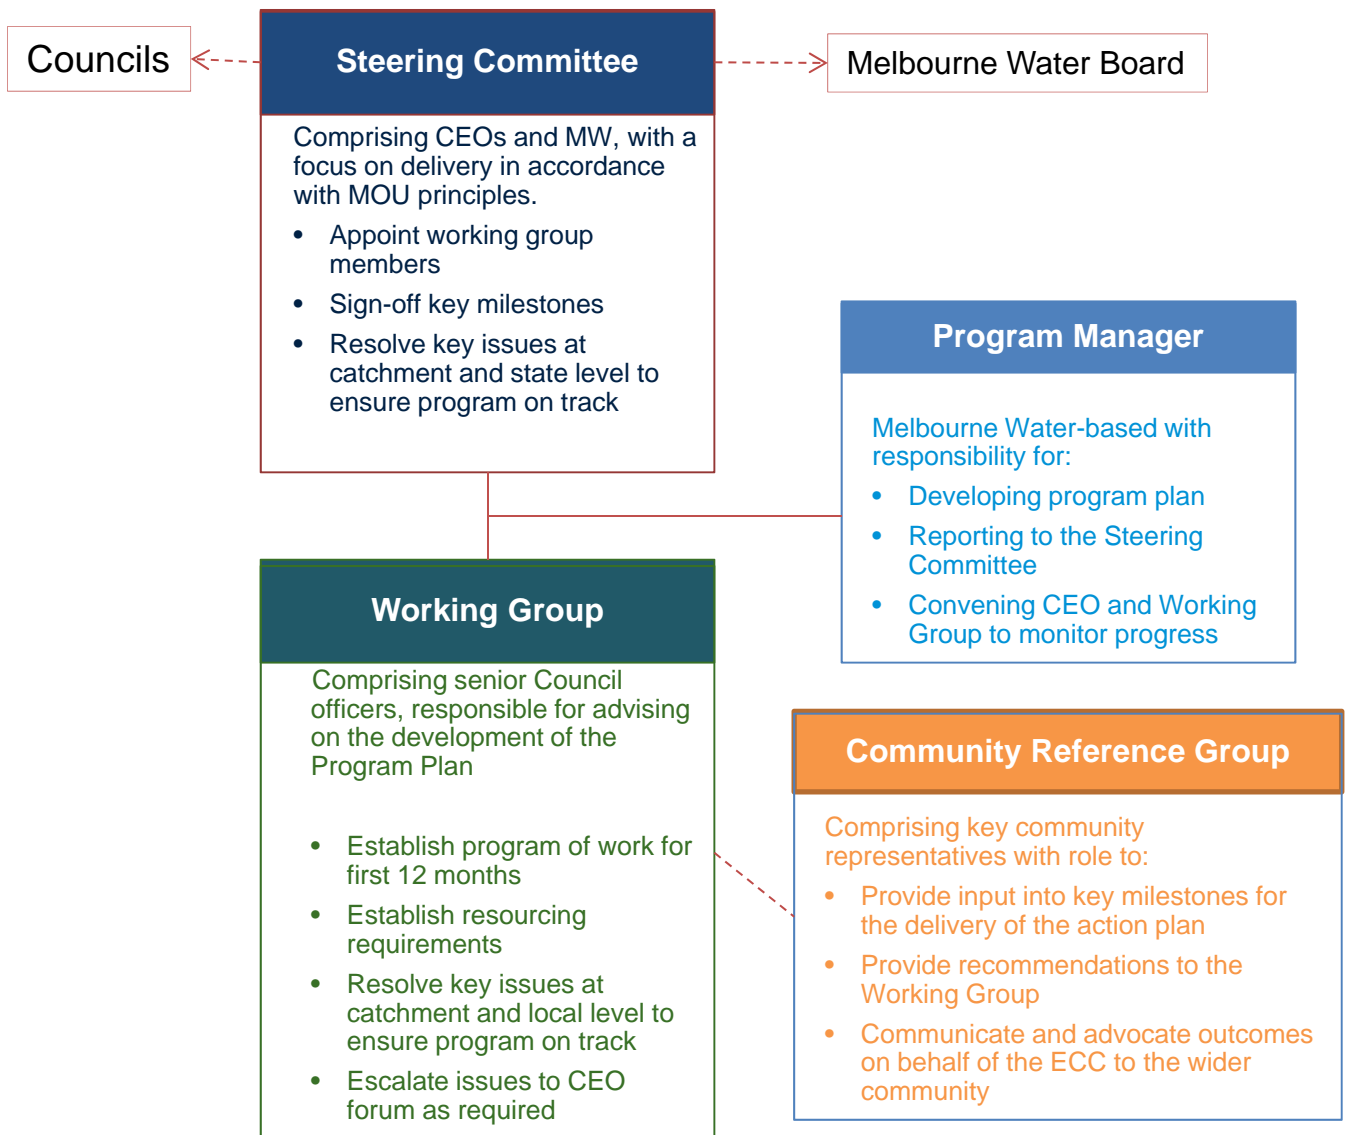 Councils
Steering Committee
Melbourne Water Board
Comprising CEOs and MW, with a
focus on delivery in accordance
with MOU principles.
• Appoint working group
members
• Sign-off key milestones
• Resolve key issues at
catchment and state level to
ensure program on track
Program Manager
Melbourne Water-based with
responsibility for:
• Developing program plan
• Reporting to the Steering
Committee
• Convening CEO and Working
Group to monitor progress
Working Group
Comprising senior Council
officers, responsible for advising
on the development of the
Program Plan
• Establish program of work for
first 12 months
• Establish resourcing
requirements
• Resolve key issues at
catchment and local level to
ensure program on track
• Escalate issues to CEO
forum as required
Community Reference Group
Comprising key community
representatives with role to:
• Provide input into key milestones for
the delivery of the action plan
• Provide recommendations to the
Working Group
• Communicate and advocate outcomes
on behalf of the ECC to the wider
community